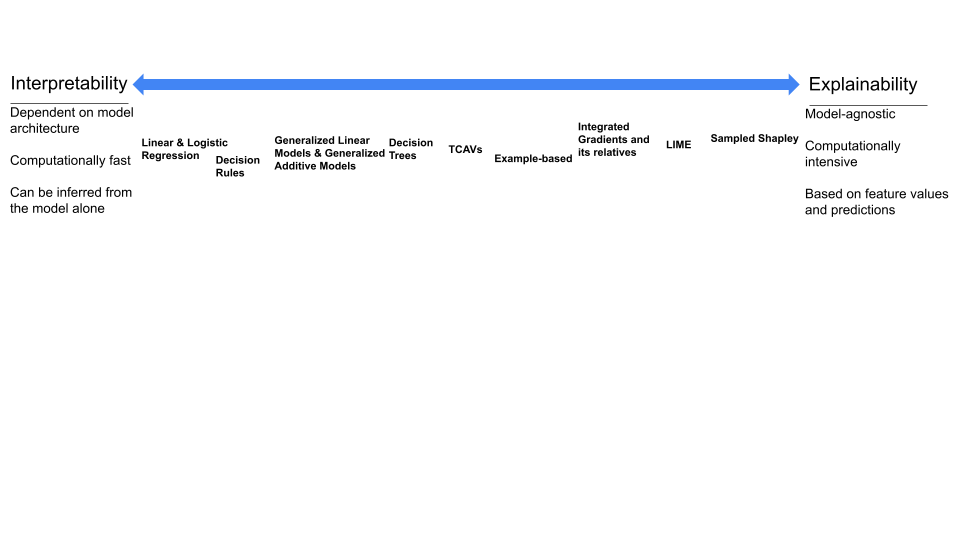 Interpretability
Dependent on model
architecture
Computationally fast
Can be inferred from
the model alone
Linear & Logistic
Regression
Decision
Rules
Generalized Linear
Models & Generalized
Additive Models
Decision
Trees
TCAVs
Example-based
Integrated
Gradients and
its relatives
LIME
Sampled Shapley
Explainability
Model-agnostic
Computationally
intensive
Based on feature values
and predictions